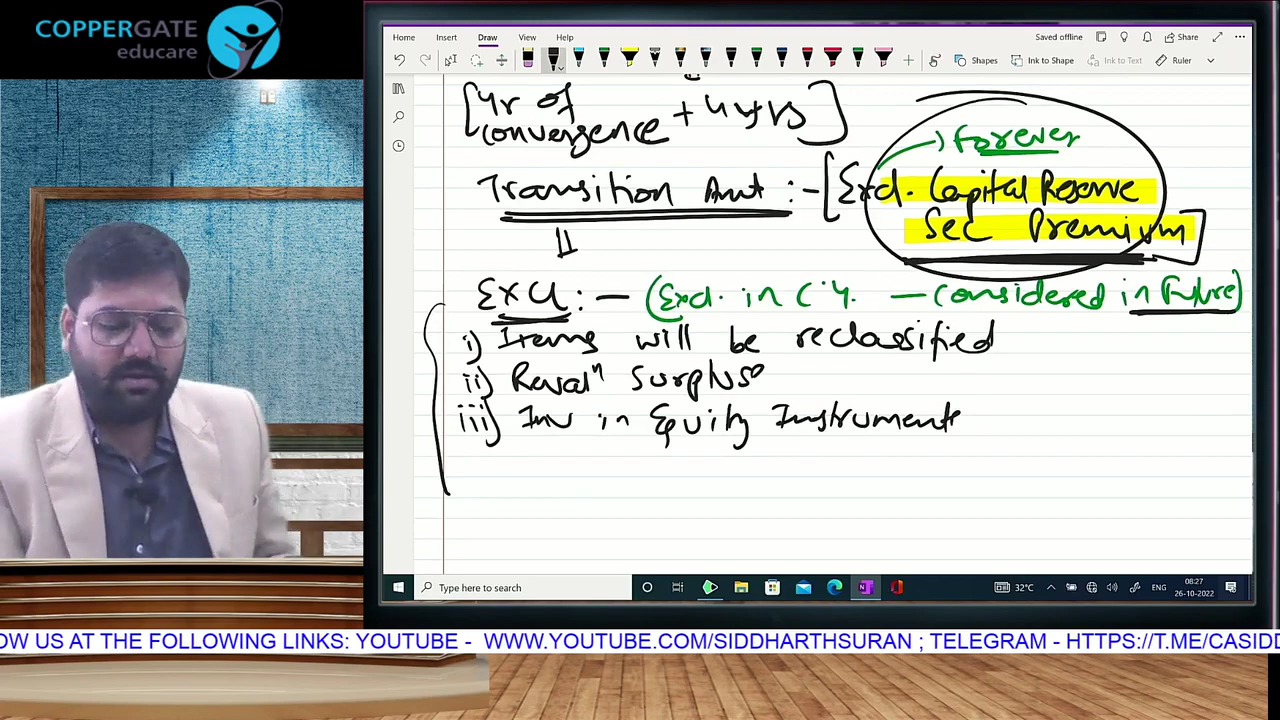 COPPERGATE
educare
Home Insert Draw View Help
Saved offline
Share
Shapes
Ink to Shape
Ink to Text
Ruler
[Yr of convergence + 4 yrs]
Forever
Transition Amt :- [Excl. Capital Reserve
Sec Premium]
Excl :- (Excl. in C.Y. - Considered in Future)
i) Items will be reclassified
ii) Revalⁿ Surplus
iii) Inv in Equity Instruments
Type here to search
32°C
ENG
08:27
26-10-2022
OW US AT THE FOLLOWING LINKS: YOUTUBE - WWW.YOUTUBE.COM/SIDDHARTHSURAN ; TELEGRAM - HTTPS://T.ME/CASIDD